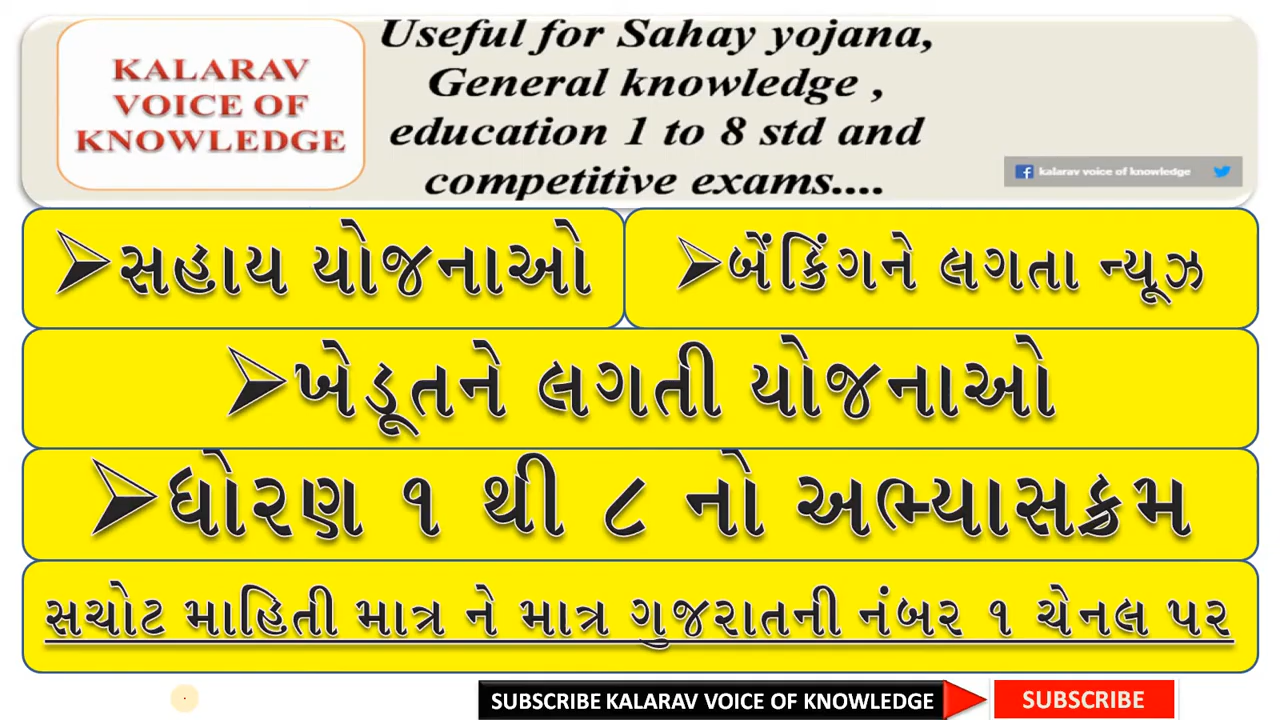 KALARAV
VOICE OF
KNOWLEDGE
Useful for Sahay yojana,
General knowledge ,
education 1 to 8 std and
competitive exams....
kalarav voice of knowledge
➢સહાય યોજનાઓ
➢બેંકિંગને લગતા ન્યૂઝ
➢ખેડૂતને લગતી યોજનાઓ
➢ધોરણ ૧ થી ૮ નો અભ્યાસક્રમ
સચોટ માહિતી માત્ર ને માત્ર ગુજરાતની નંબર ૧ ચેનલ પર
SUBSCRIBE KALARAV VOICE OF KNOWLEDGE
SUBSCRIBE